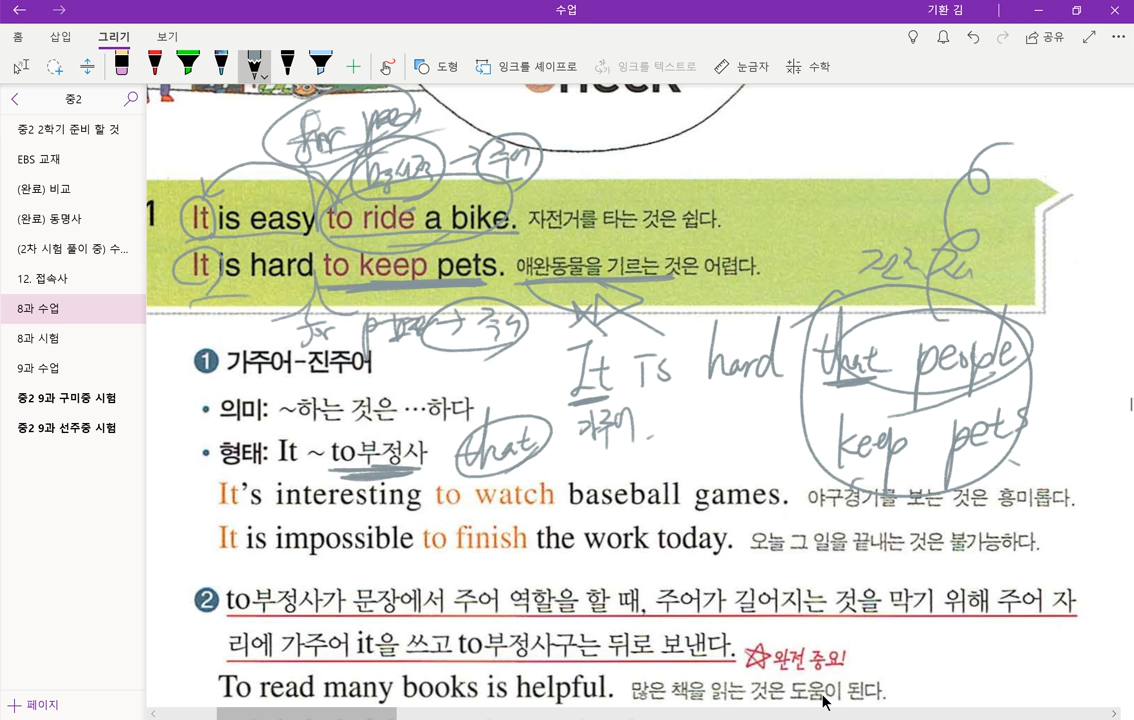 수업
기환 김
홈 삽입 그리기 보기
공유
도형 잉크를 셰이프로 잉크를 텍스트로 눈금자 수학
중2
중2 2학기 준비 할 것
EBS 교재
(완료) 비교
(완료) 동명사
(2차 시험 풀이 중) 수...
12. 접속사
8과 수업
8과 시험
9과 수업
중2 9과 구미중 시험
중2 9과 선주중 시험
페이지
for
주어
1 It is easy to ride a bike. 자전거를 타는 것은 쉽다.
It is hard to keep pets. 애완동물을 기르는 것은 어렵다.
for
1 가주어-진주어
It is hard that people
keep pets
가주어.
• 의미: ~하는 것은 …하다
• 형태: It ~ to부정사 that
It's interesting to watch baseball games. 야구경기를 보는 것은 흥미롭다.
It is impossible to finish the work today. 오늘 그 일을 끝내는 것은 불가능하다.
2 to부정사가 문장에서 주어 역할을 할 때, 주어가 길어지는 것을 막기 위해 주어 자
리에 가주어 it을 쓰고 to부정사구는 뒤로 보낸다. ☆완전 중요!
To read many books is helpful. 많은 책을 읽는 것은 도움이 된다.